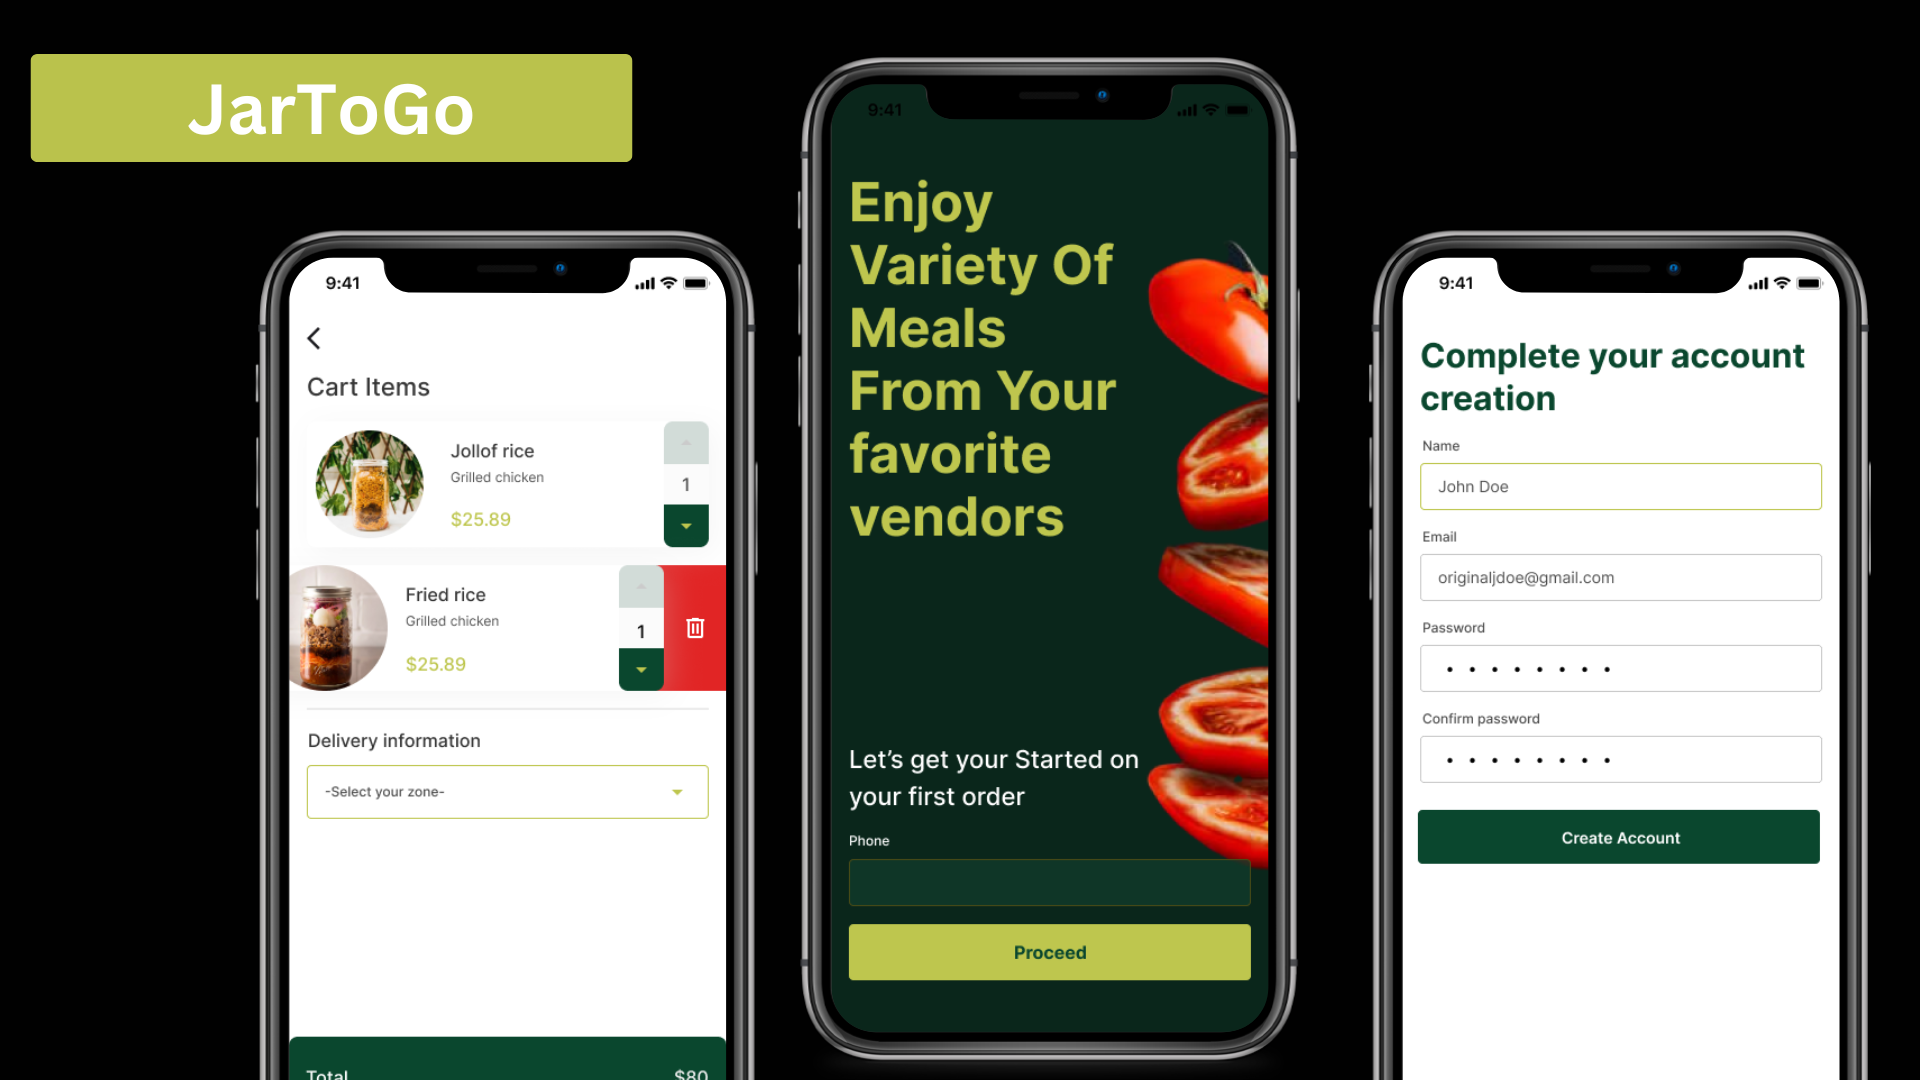 JarToGo
9:41
Cart Items
Jollof rice
Grilled chicken
$25.89
1
Fried rice
Grilled chicken
$25.89
1
Delivery information
-Select your zone-
Total $80
9:41
Enjoy
Variety Of
Meals
From Your
favorite
vendors
Let’s get your Started on
your first order
Phone
Proceed
9:41
Complete your account
creation
Name
John Doe
Email
originaljdoe@gmail.com
Password
Confirm password
Create Account